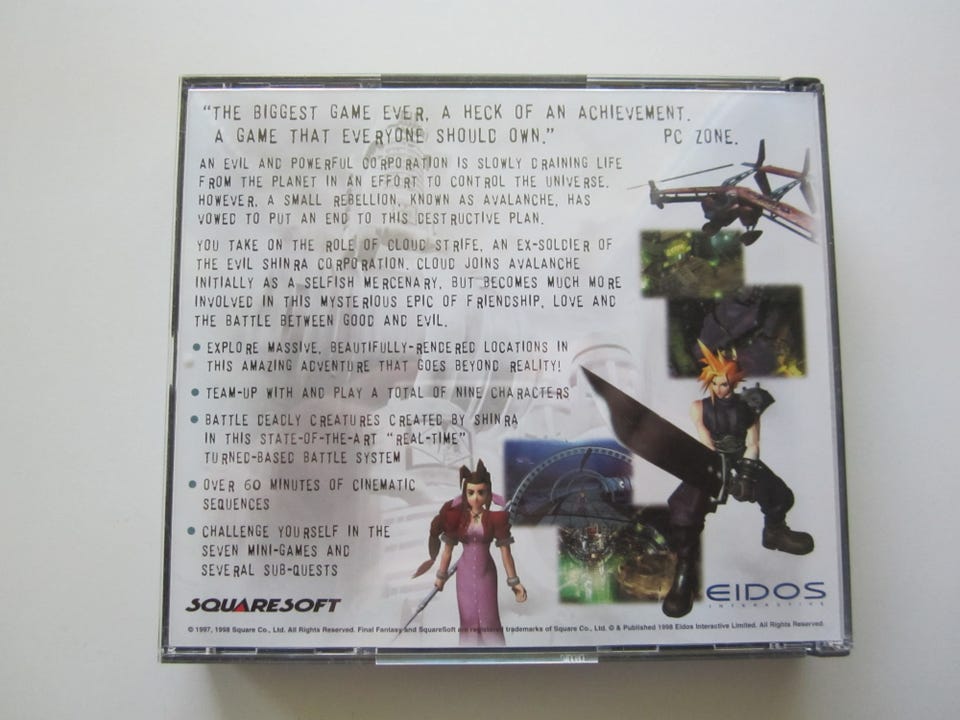 "THE BIGGEST GAME EVER, A HECK OF AN ACHIEVEMENT.
A GAME THAT EVERYONE SHOULD OWN." PC ZONE.
AN EVIL AND POWERFUL CORPORATION IS SLOWLY DRAINING LIFE
FROM THE PLANET IN AN EFFORT TO CONTROL THE UNIVERSE.
HOWEVER, A SMALL REBELLION, KNOWN AS AVALANCHE, HAS
VOWED TO PUT AN END TO THIS DESTRUCTIVE PLAN.
YOU TAKE ON THE ROLE OF CLOUD STRIFE, AN EX-SOLDIER OF
THE EVIL SHINRA CORPORATION. CLOUD JOINS AVALANCHE
INITIALLY AS A SELFISH MERCENARY, BUT BECOMES MUCH MORE
INVOLVED IN THIS MYSTERIOUS EPIC OF FRIENDSHIP, LOVE AND
THE BATTLE BETWEEN GOOD AND EVIL.
• EXPLORE MASSIVE, BEAUTIFULLY-RENDERED LOCATIONS IN
THIS AMAZING ADVENTURE THAT GOES BEYOND REALITY!
• TEAM-UP WITH AND PLAY A TOTAL OF NINE CHARACTERS
• BATTLE DEADLY CREATURES CREATED BY SHINRA
IN THIS STATE-OF-THE-ART "REAL-TIME"
TURNED-BASED BATTLE SYSTEM
• OVER 60 MINUTES OF CINEMATIC
SEQUENCES
• CHALLENGE YOURSELF IN THE
SEVEN MINI-GAMES AND
SEVERAL SUB-QUESTS
SQUARESOFT
EIDOS
INTERACTIVE
© 1997, 1998 Square Co., Ltd. All Rights Reserved. Final Fantasy and SquareSoft are registered trademarks of Square Co., Ltd. © & Published 1998 Eidos Interactive Limited. All Rights Reserved.